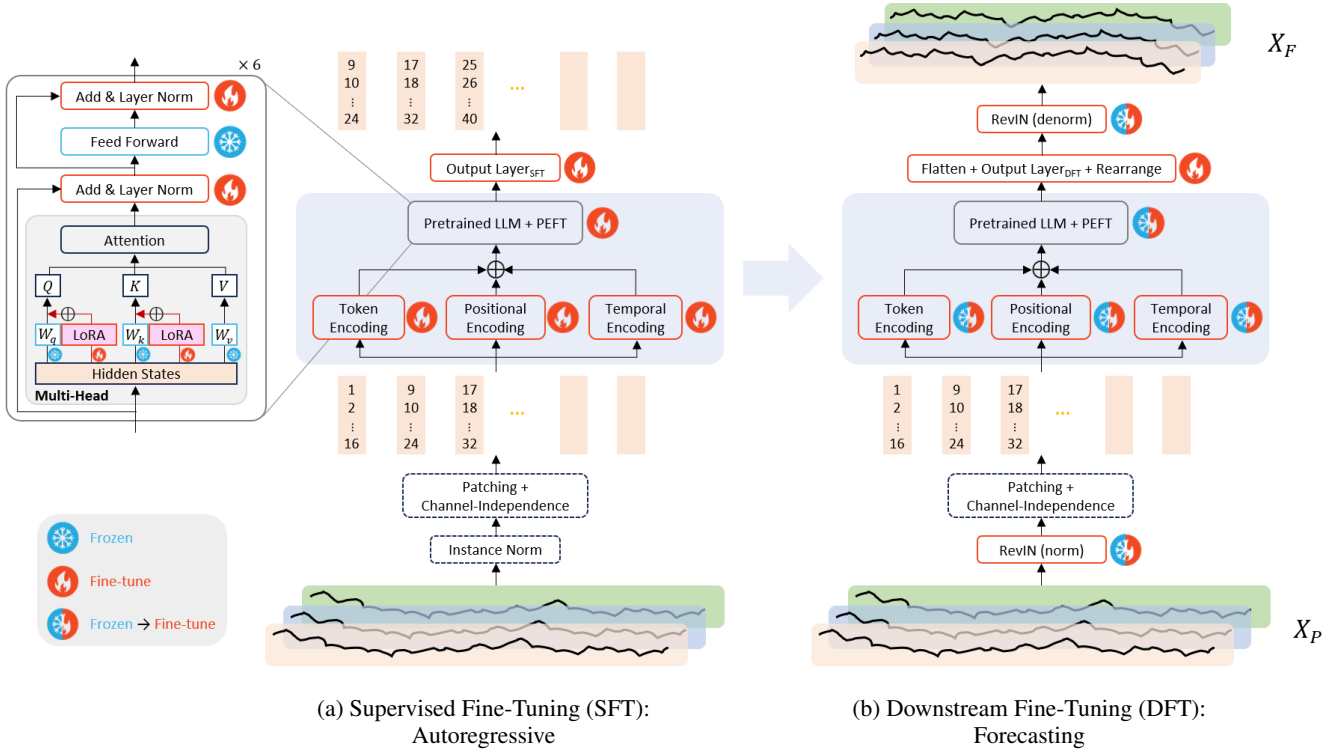 × 6
Add & Layer Norm
Feed Forward
Add & Layer Norm
Attention
Q K V
W_q LoRA W_k LoRA W_v
Hidden States
Multi-Head
Frozen
Fine-tune
Frozen → Fine-tune
9 17 25
10 18 26 ...
⋮ ⋮ ⋮
24 32 40
Output Layer_SFT
Pretrained LLM + PEFT
Token Encoding
Positional Encoding
Temporal Encoding
1 9 17
2 10 18 ...
⋮ ⋮ ⋮
16 24 32
Patching +
Channel-Independence
Instance Norm
(a) Supervised Fine-Tuning (SFT):
Autoregressive
X_F
RevIN (denorm)
Flatten + Output Layer_DFT + Rearrange
Pretrained LLM + PEFT
Token Encoding
Positional Encoding
Temporal Encoding
1 9 17
2 10 18 ...
⋮ ⋮ ⋮
16 24 32
Patching +
Channel-Independence
RevIN (norm)
X_P
(b) Downstream Fine-Tuning (DFT):
Forecasting